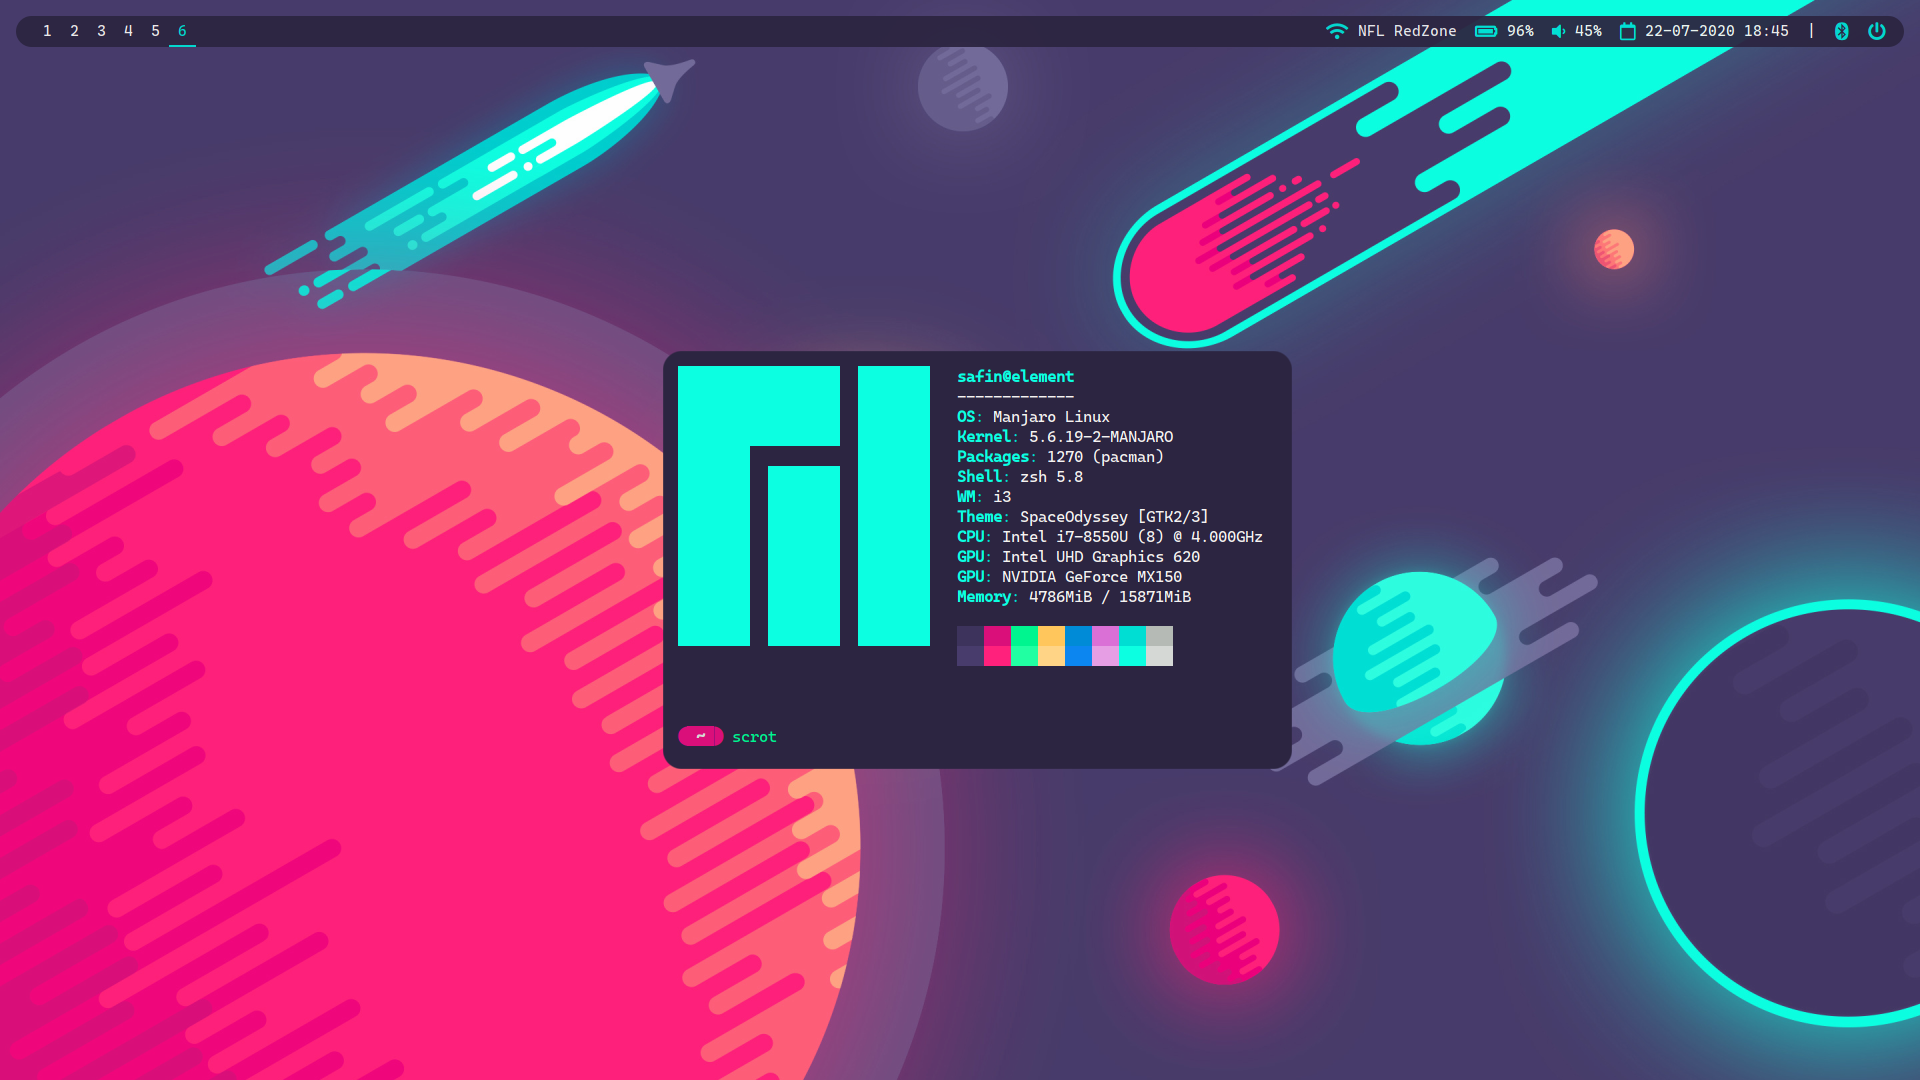 1 2 3 4 5 6 NFL RedZone 96% 45% 22-07-2020 18:45 |
safin@element
-------------
OS: Manjaro Linux
Kernel: 5.6.19-2-MANJARO
Packages: 1270 (pacman)
Shell: zsh 5.8
WM: i3
Theme: SpaceOdyssey [GTK2/3]
CPU: Intel i7-8550U (8) @ 4.000GHz
GPU: Intel UHD Graphics 620
GPU: NVIDIA GeForce MX150
Memory: 4786MiB / 15871MiB
~ scrot